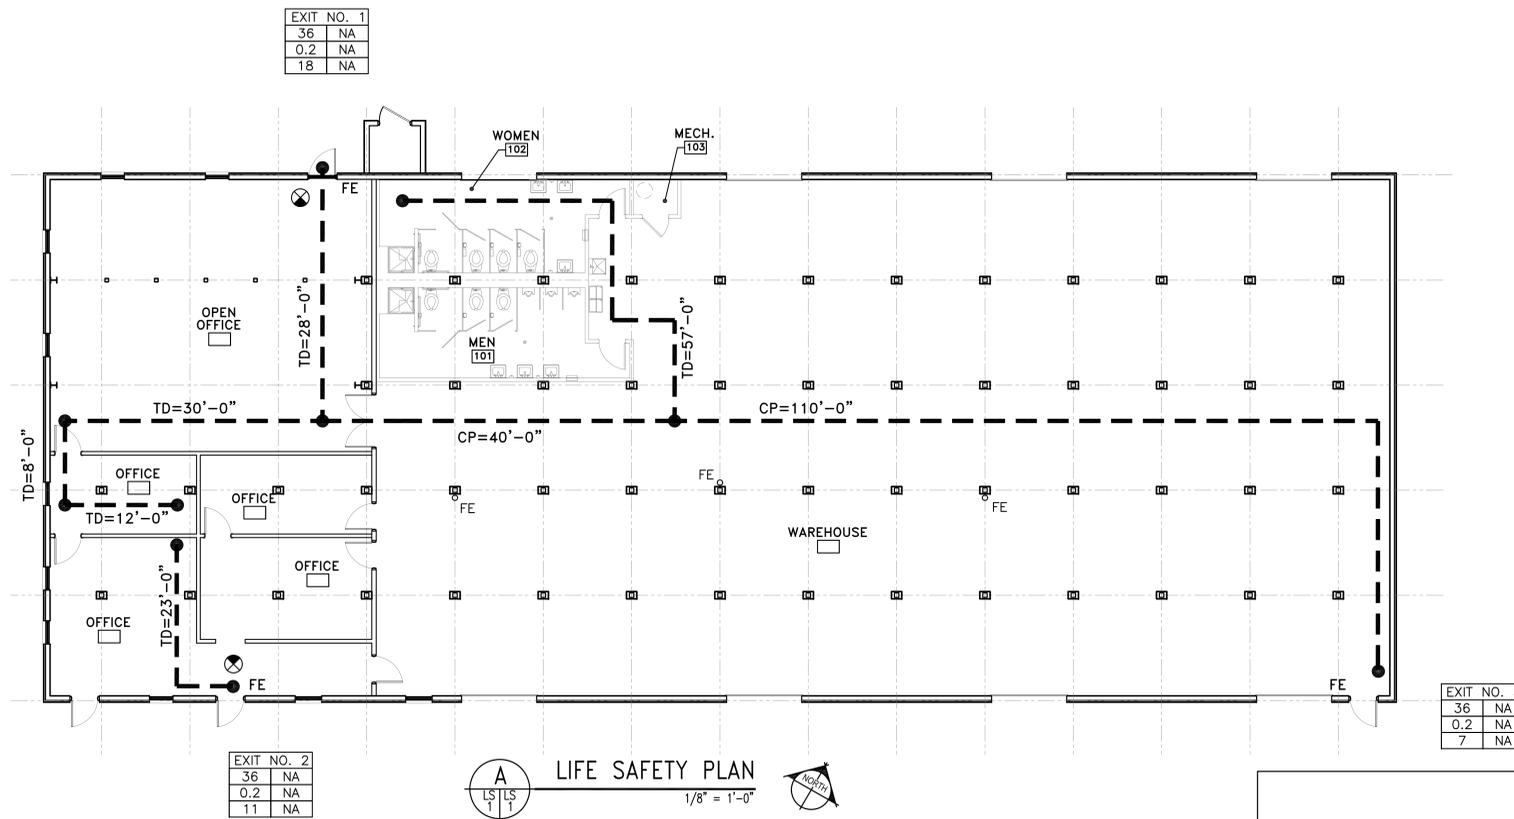 EXIT NO. 1
36 NA
0.2 NA
18 NA
WOMEN
102
MECH.
103
FE
OPEN
OFFICE
TD=28'-0"
MEN
101
TD=57'-0"
TD=30'-0"
CP=40'-0"
CP=110'-0"
TD=8'-0"
OFFICE
TD=12'-0"
OFFICE
FE
FE
FE
WAREHOUSE
OFFICE
TD=23'-0"
OFFICE
FE
FE
EXIT NO.
36 NA
0.2 NA
7 NA
EXIT NO. 2
36 NA
0.2 NA
11 NA
A
LS LS
1 1
LIFE SAFETY PLAN
1/8" = 1'-0"
NORTH